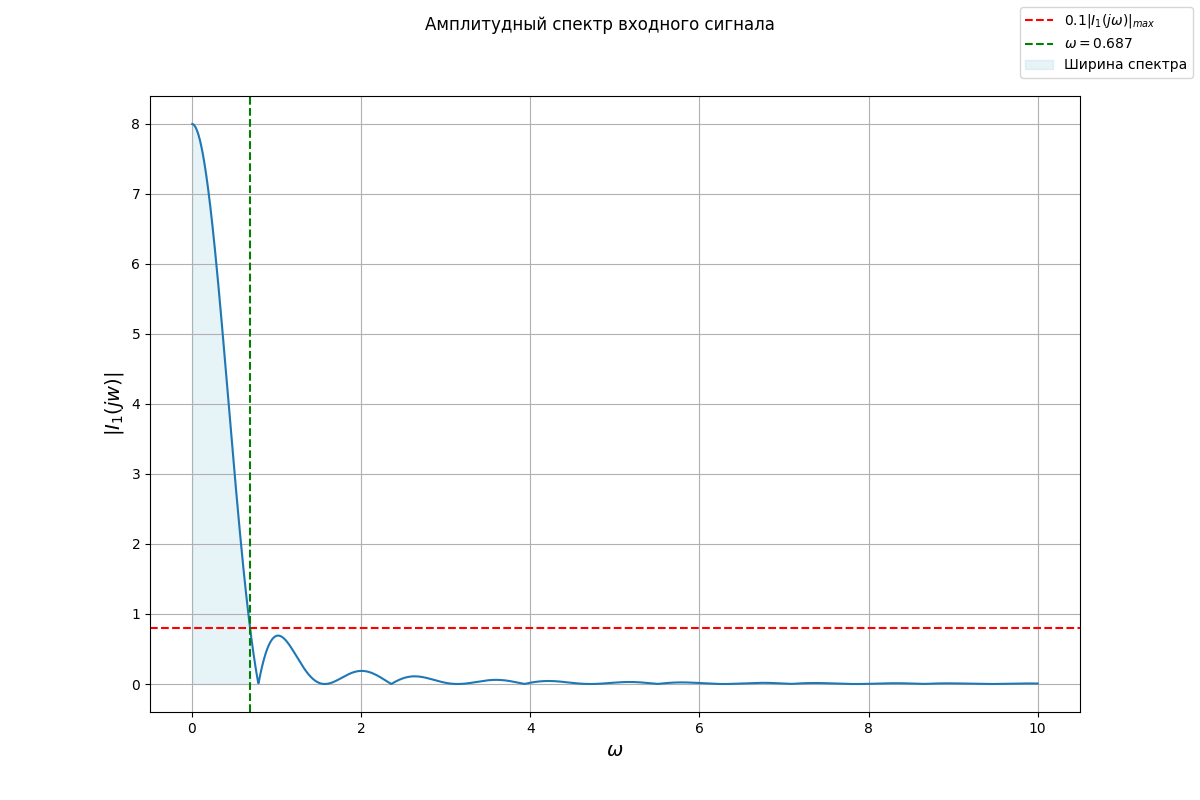 Амплитудный спектр входного сигнала
0.1|I₁(jω)|ₘₐₓ
ω = 0.687
Ширина спектра
8
7
6
5
4
3
2
1
0
|I₁(jw)|
0 2 4 6 8 10
ω